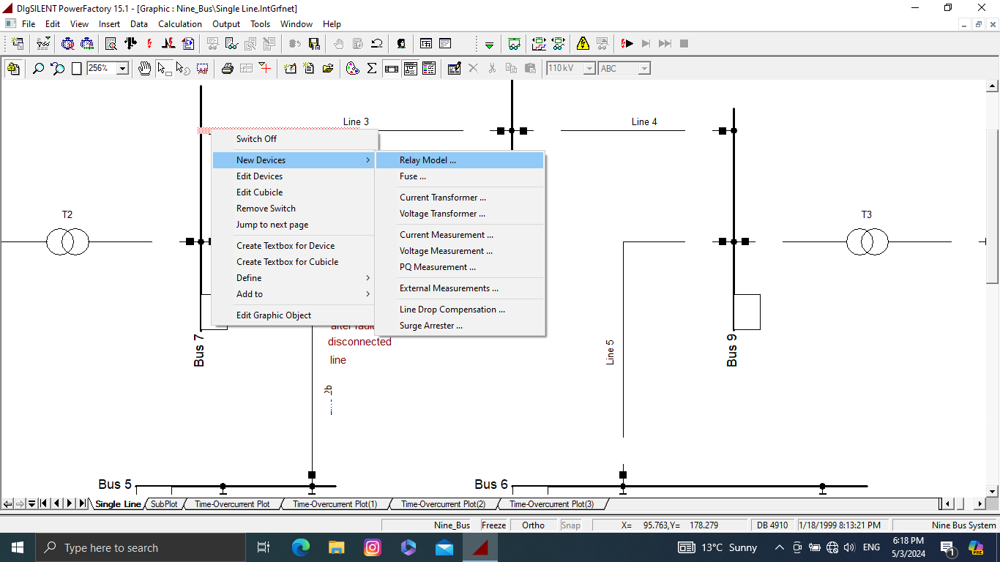 DIgSILENT PowerFactory 15.1 - [Graphic : Nine_Bus\Single Line.IntGrfnet]
File Edit View Insert Data Calculation Output Tools Window Help
256% 110 kV ABC
Line 3
Line 4
Switch Off
New Devices
Edit Devices
Edit Cubicle
Remove Switch
Jump to next page
Create Textbox for Device
Create Textbox for Cubicle
Define
Add to
Edit Graphic Object
Relay Model ...
Fuse ...
Current Transformer ...
Voltage Transformer ...
Current Measurement ...
Voltage Measurement ...
PQ Measurement ...
External Measurements ...
Line Drop Compensation ...
Surge Arrester ...
T2
T3
disconnected
line
Bus 7
2b
Line 5
Bus 9
Bus 5
Bus 6
Single Line SubPlot Time-Overcurrent Plot Time-Overcurrent Plot(1) Time-Overcurrent Plot(2) Time-Overcurrent Plot(3)
Nine_Bus Freeze Ortho Snap X= 95.763,Y= 178.279 DB 4910 1/18/1999 8:13:21 PM Nine Bus System
Type here to search
PRE
13°C Sunny
ENG
6:18 PM
5/3/2024
1